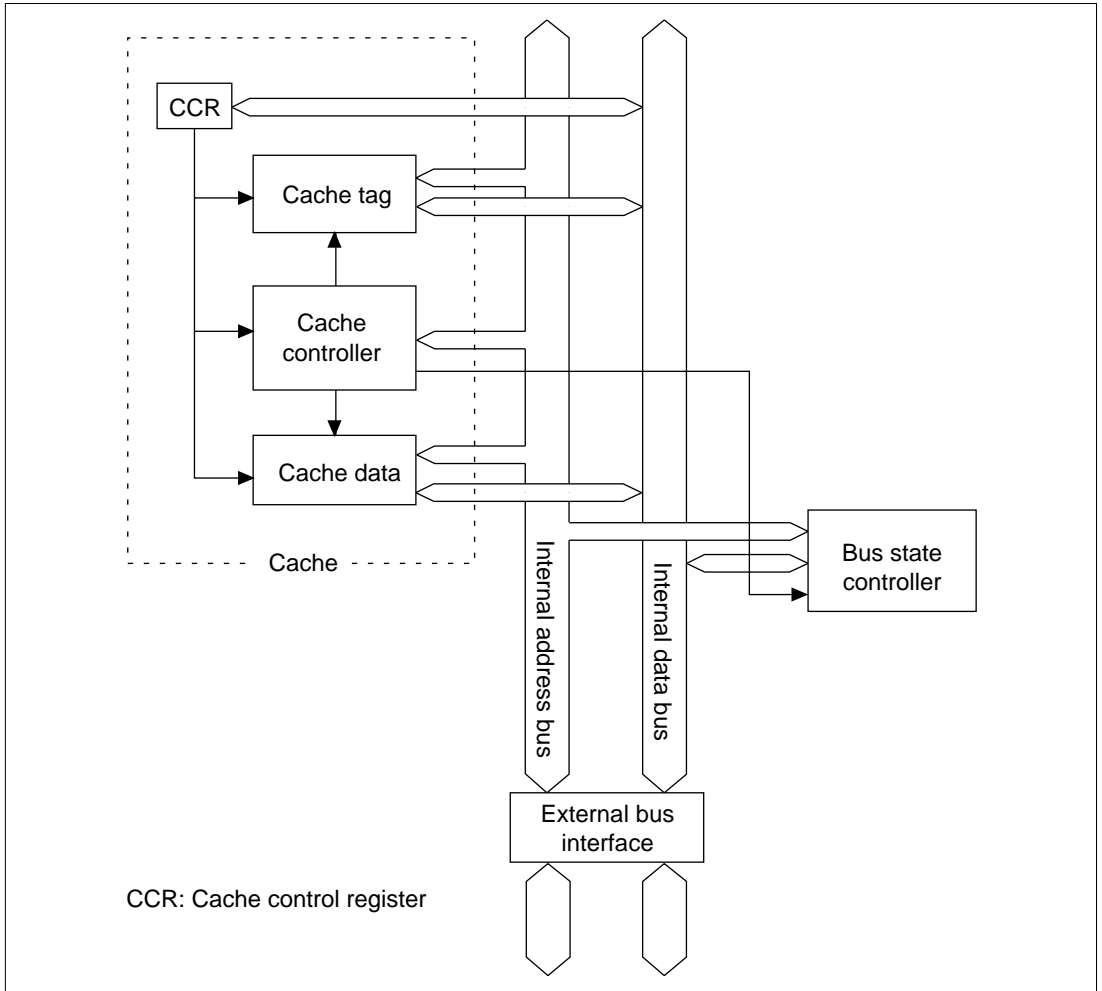 CCR
Cache tag
Cache
controller
Cache data
Cache
Internal address bus
Internal data bus
Bus state
controller
External bus
interface
CCR: Cache control register